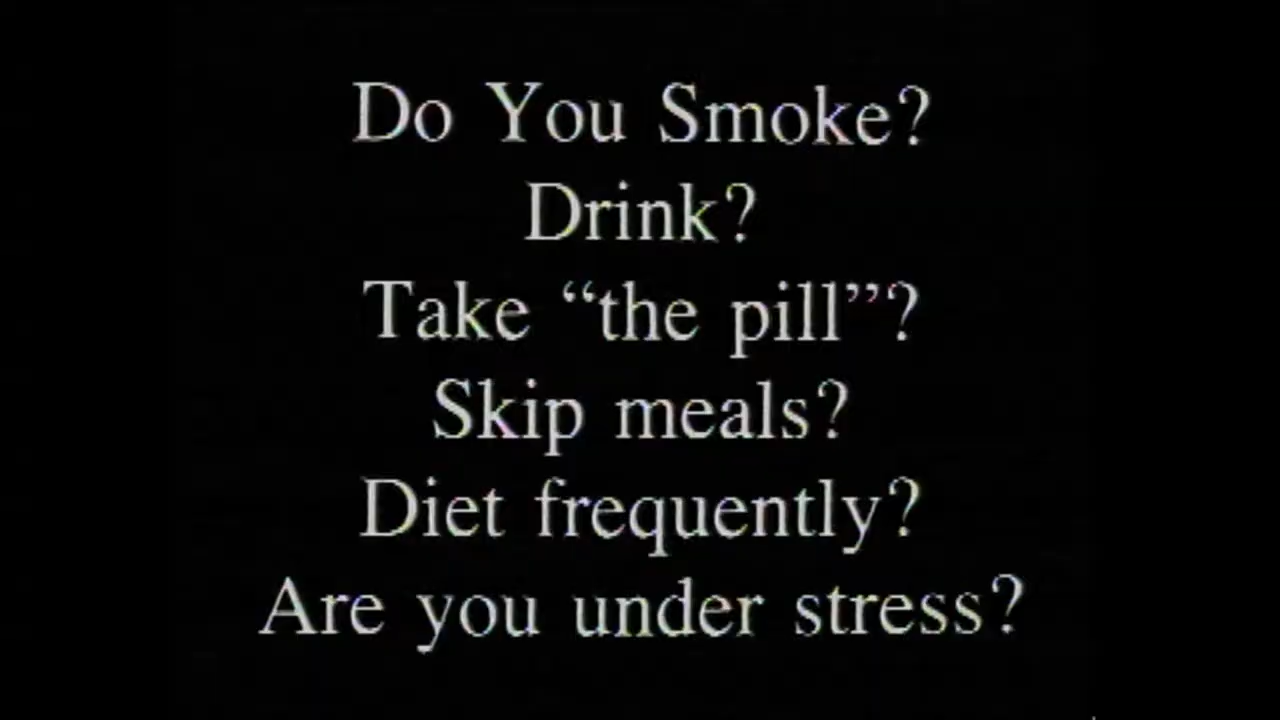 Do You Smoke?
Drink?
Take “the pill”?
Skip meals?
Diet frequently?
Are you under stress?